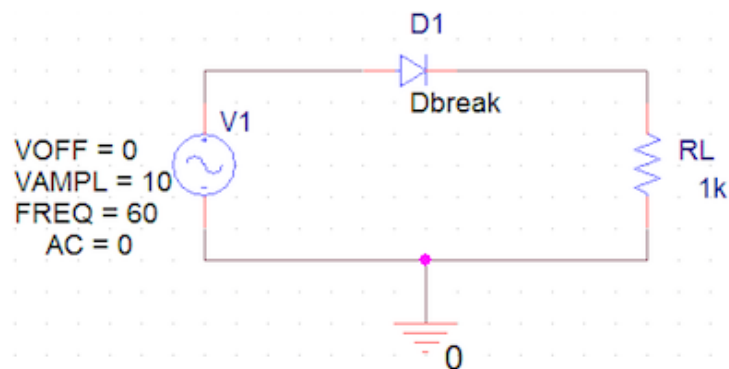 D1
Dbreak
V1
VOFF = 0
VAMPL = 10
FREQ = 60
AC = 0
RL
1k
0